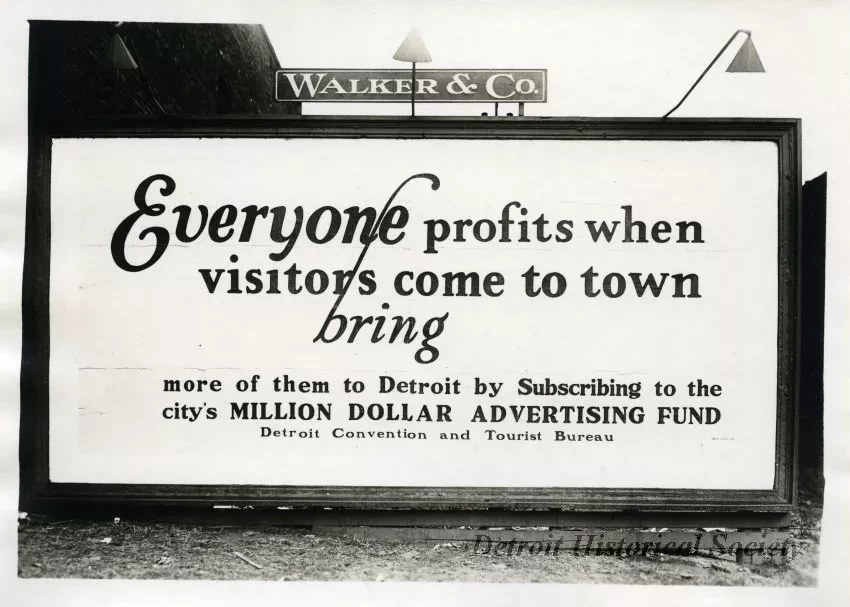 WALKER & CO.
Everyone profits when
visitors come to town
bring
more of them to Detroit by Subscribing to the
city's MILLION DOLLAR ADVERTISING FUND
Detroit Convention and Tourist Bureau
Detroit Historical Society